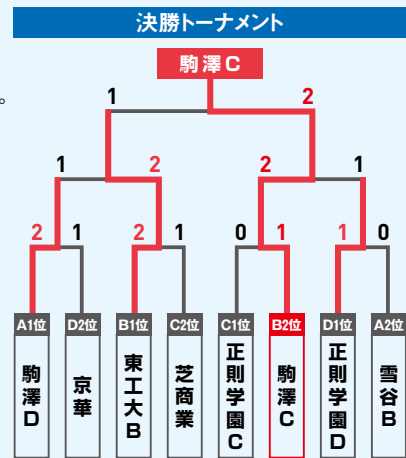 決勝トーナメント
駒澤C
。
1 2
1 2 2 1
2 1 2 1 0 1 1 0
A1位 D2位 B1位 C2位 C1位 B2位 D1位 A2位
駒澤D
京華
東工大B
芝商業
正則学園C
駒澤C
正則学園D
雪谷B